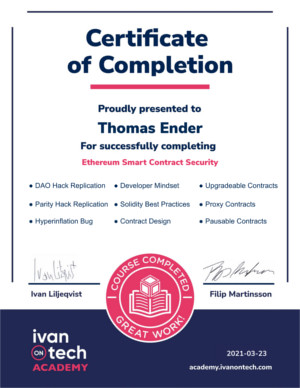 Certificate
of Completion
Proudly presented to
Thomas Ender
For successfully completing
Ethereum Smart Contract Security
• DAO Hack Replication • Developer Mindset • Upgradeable Contracts
• Parity Hack Replication • Solidity Best Practices • Proxy Contracts
• Hyperinflation Bug • Contract Design • Pausable Contracts
Ivan Liljeqvist
Filip Martinsson
COURSE COMPLETED
GREAT WORK!
ivan
ON tech
ACADEMY
2021-03-23
academy.ivanontech.com